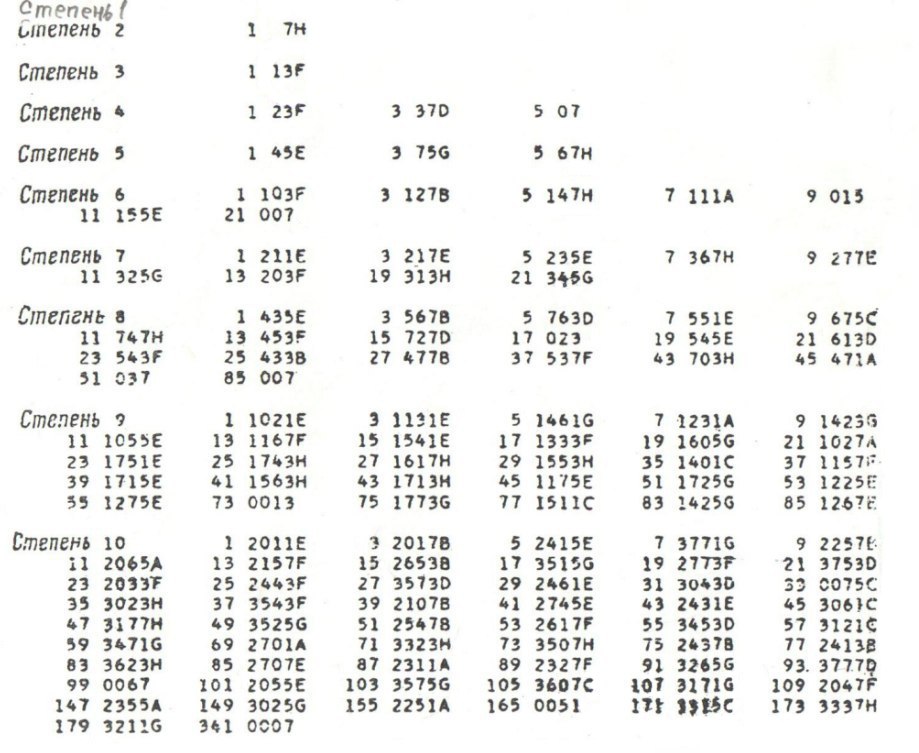 Степень 1
Степень 2 1 7H
Степень 3 1 13F
Степень 4 1 23F 3 37D 5 07
Степень 5 1 45E 3 75G 5 67H
Степень 6 1 103F 3 127B 5 147H 7 111A 9 015
11 155E 21 007
Степень 7 1 211E 3 217E 5 235E 7 367H 9 277E
11 325G 13 203F 19 313H 21 345G
Степень 8 1 435E 3 567B 5 763D 7 551E 9 675C
11 747H 13 453F 15 727D 17 023 19 545E 21 613D
23 543F 25 433B 27 477B 37 537F 43 703H 45 471A
51 037 85 007
Степень 9 1 1021E 3 1131E 5 1461G 7 1231A 9 1423G
11 1055E 13 1167F 15 1541E 17 1333F 19 1605G 21 1027A
23 1751E 25 1743H 27 1617H 29 1553H 35 1401C 37 1157F
39 1715E 41 1563H 43 1713H 45 1175E 51 1725G 53 1225E
55 1275E 73 0013 75 1773G 77 1511C 83 1425G 85 1267E
Степень 10 1 2011E 3 2017B 5 2415E 7 3771G 9 2257B
11 2065A 13 2157F 15 2653B 17 3515G 19 2773F 21 3753D
23 2033F 25 2443F 27 3573D 29 2461E 31 3043D 33 0075C
35 3023H 37 3543F 39 2107B 41 2745E 43 2431E 45 3061C
47 3177H 49 3525G 51 2547B 53 2617F 55 3453D 57 3121C
59 3471G 69 2701A 71 3323H 73 3507H 75 2437B 77 2413B
83 3623H 85 2707E 87 2311A 89 2327F 91 3265G 93. 3777D
99 0067 101 2055E 103 3575G 105 3607C 107 3171G 109 2047F
147 2355A 149 3025G 155 2251A 165 0051 171 3315C 173 3337H
179 3211G 341 0007